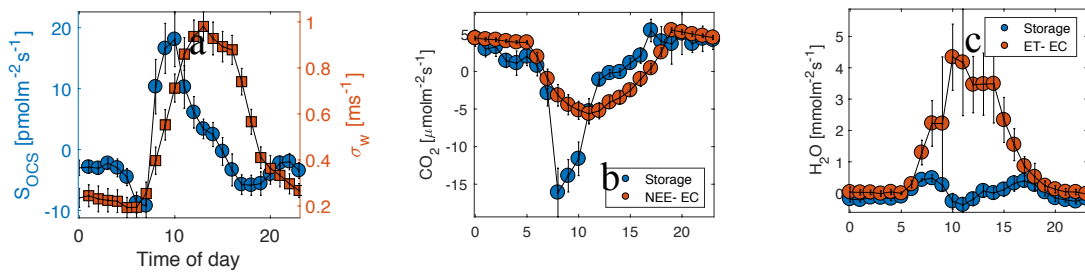 S_OCS [pmolm⁻²s⁻¹]
20
10
0
-10
a
1
0.8
0.6
0.4
0.2
σ_w [ms⁻¹]
0 10 20
Time of day
CO₂ [μmolm⁻²s⁻¹]
5
0
-5
-10
-15
b
Storage
NEE- EC
0 5 10 15 20
H₂O [mmolm⁻²s⁻¹]
6
5
4
3
2
1
0
c
Storage
ET- EC
0 5 10 15 20